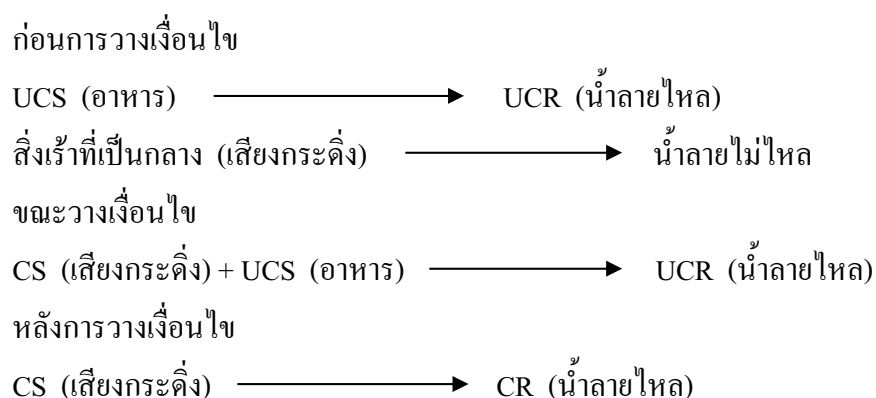 ก่อนการวางเงื่อนไข
UCS (อาหาร) UCR (น้ำลายไหล)
สิ่งเร้าที่เป็นกลาง (เสียงกระดิ่ง) น้ำลายไม่ไหล
ขณะวางเงื่อนไข
CS (เสียงกระดิ่ง) + UCS (อาหาร) UCR (น้ำลายไหล)
หลังการวางเงื่อนไข
CS (เสียงกระดิ่ง) CR (น้ำลายไหล)